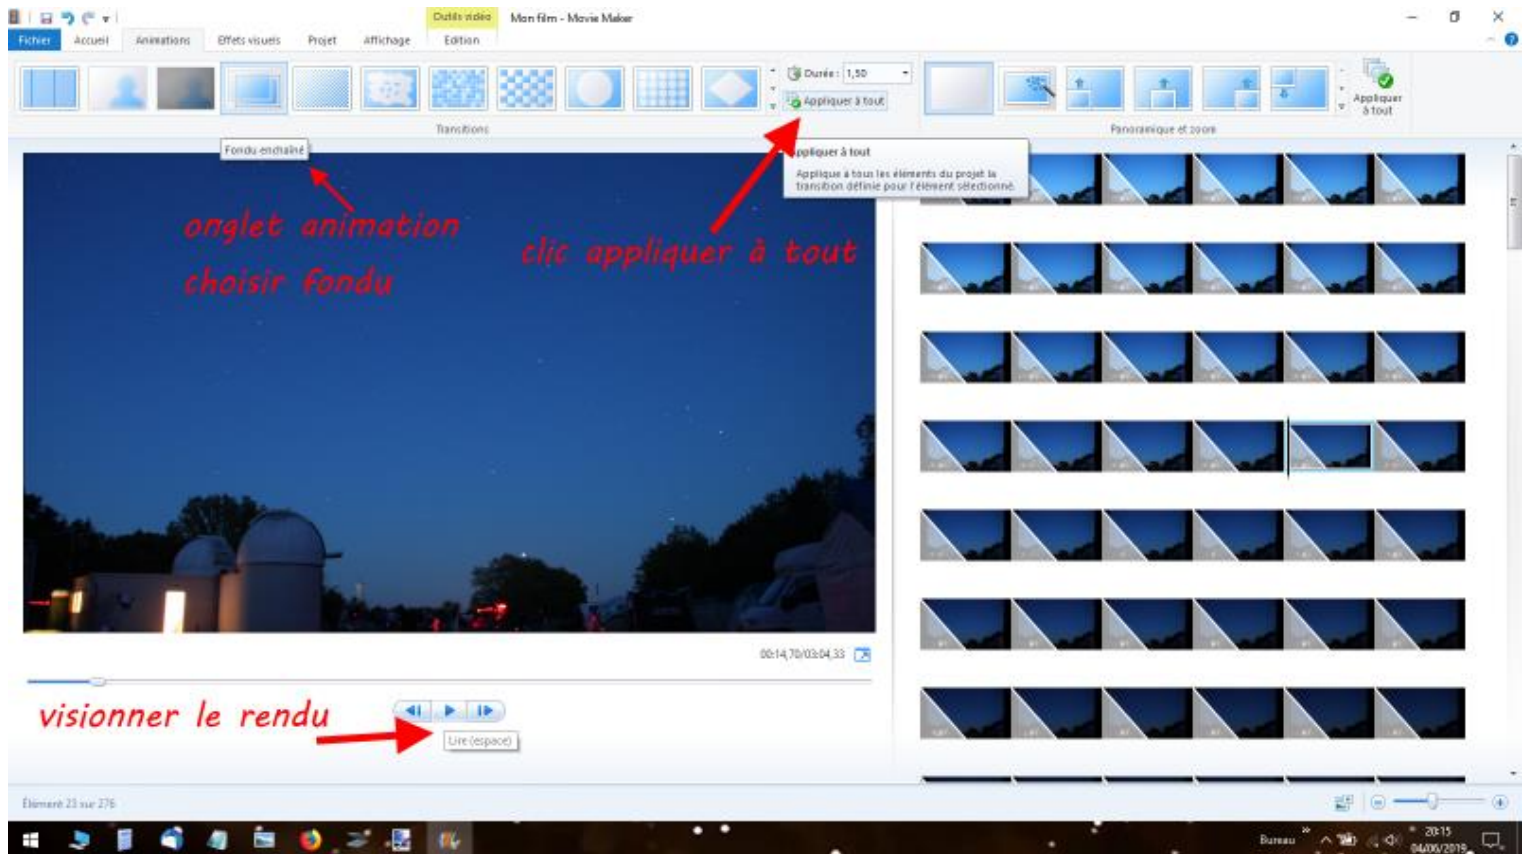 Outils vidéo Mon film - Movie Maker
Fichier Accueil Animations Effets visuels Projet Affichage Edition
Durée : 1,50
Appliquer à tout
Appliquer
à tout
Transitions
Panoramique et zoom
Fondu enchaîné
Appliquer à tout
Applique à tous les éléments du projet la
transition définie pour l'élément sélectionné.
onglet animation
choisir fondu
clic appliquer à tout
00:14,70/03:04,33
visionner le rendu
Lire (espace)
Élément 23 sur 276
Bureau
20:15
04/06/2019